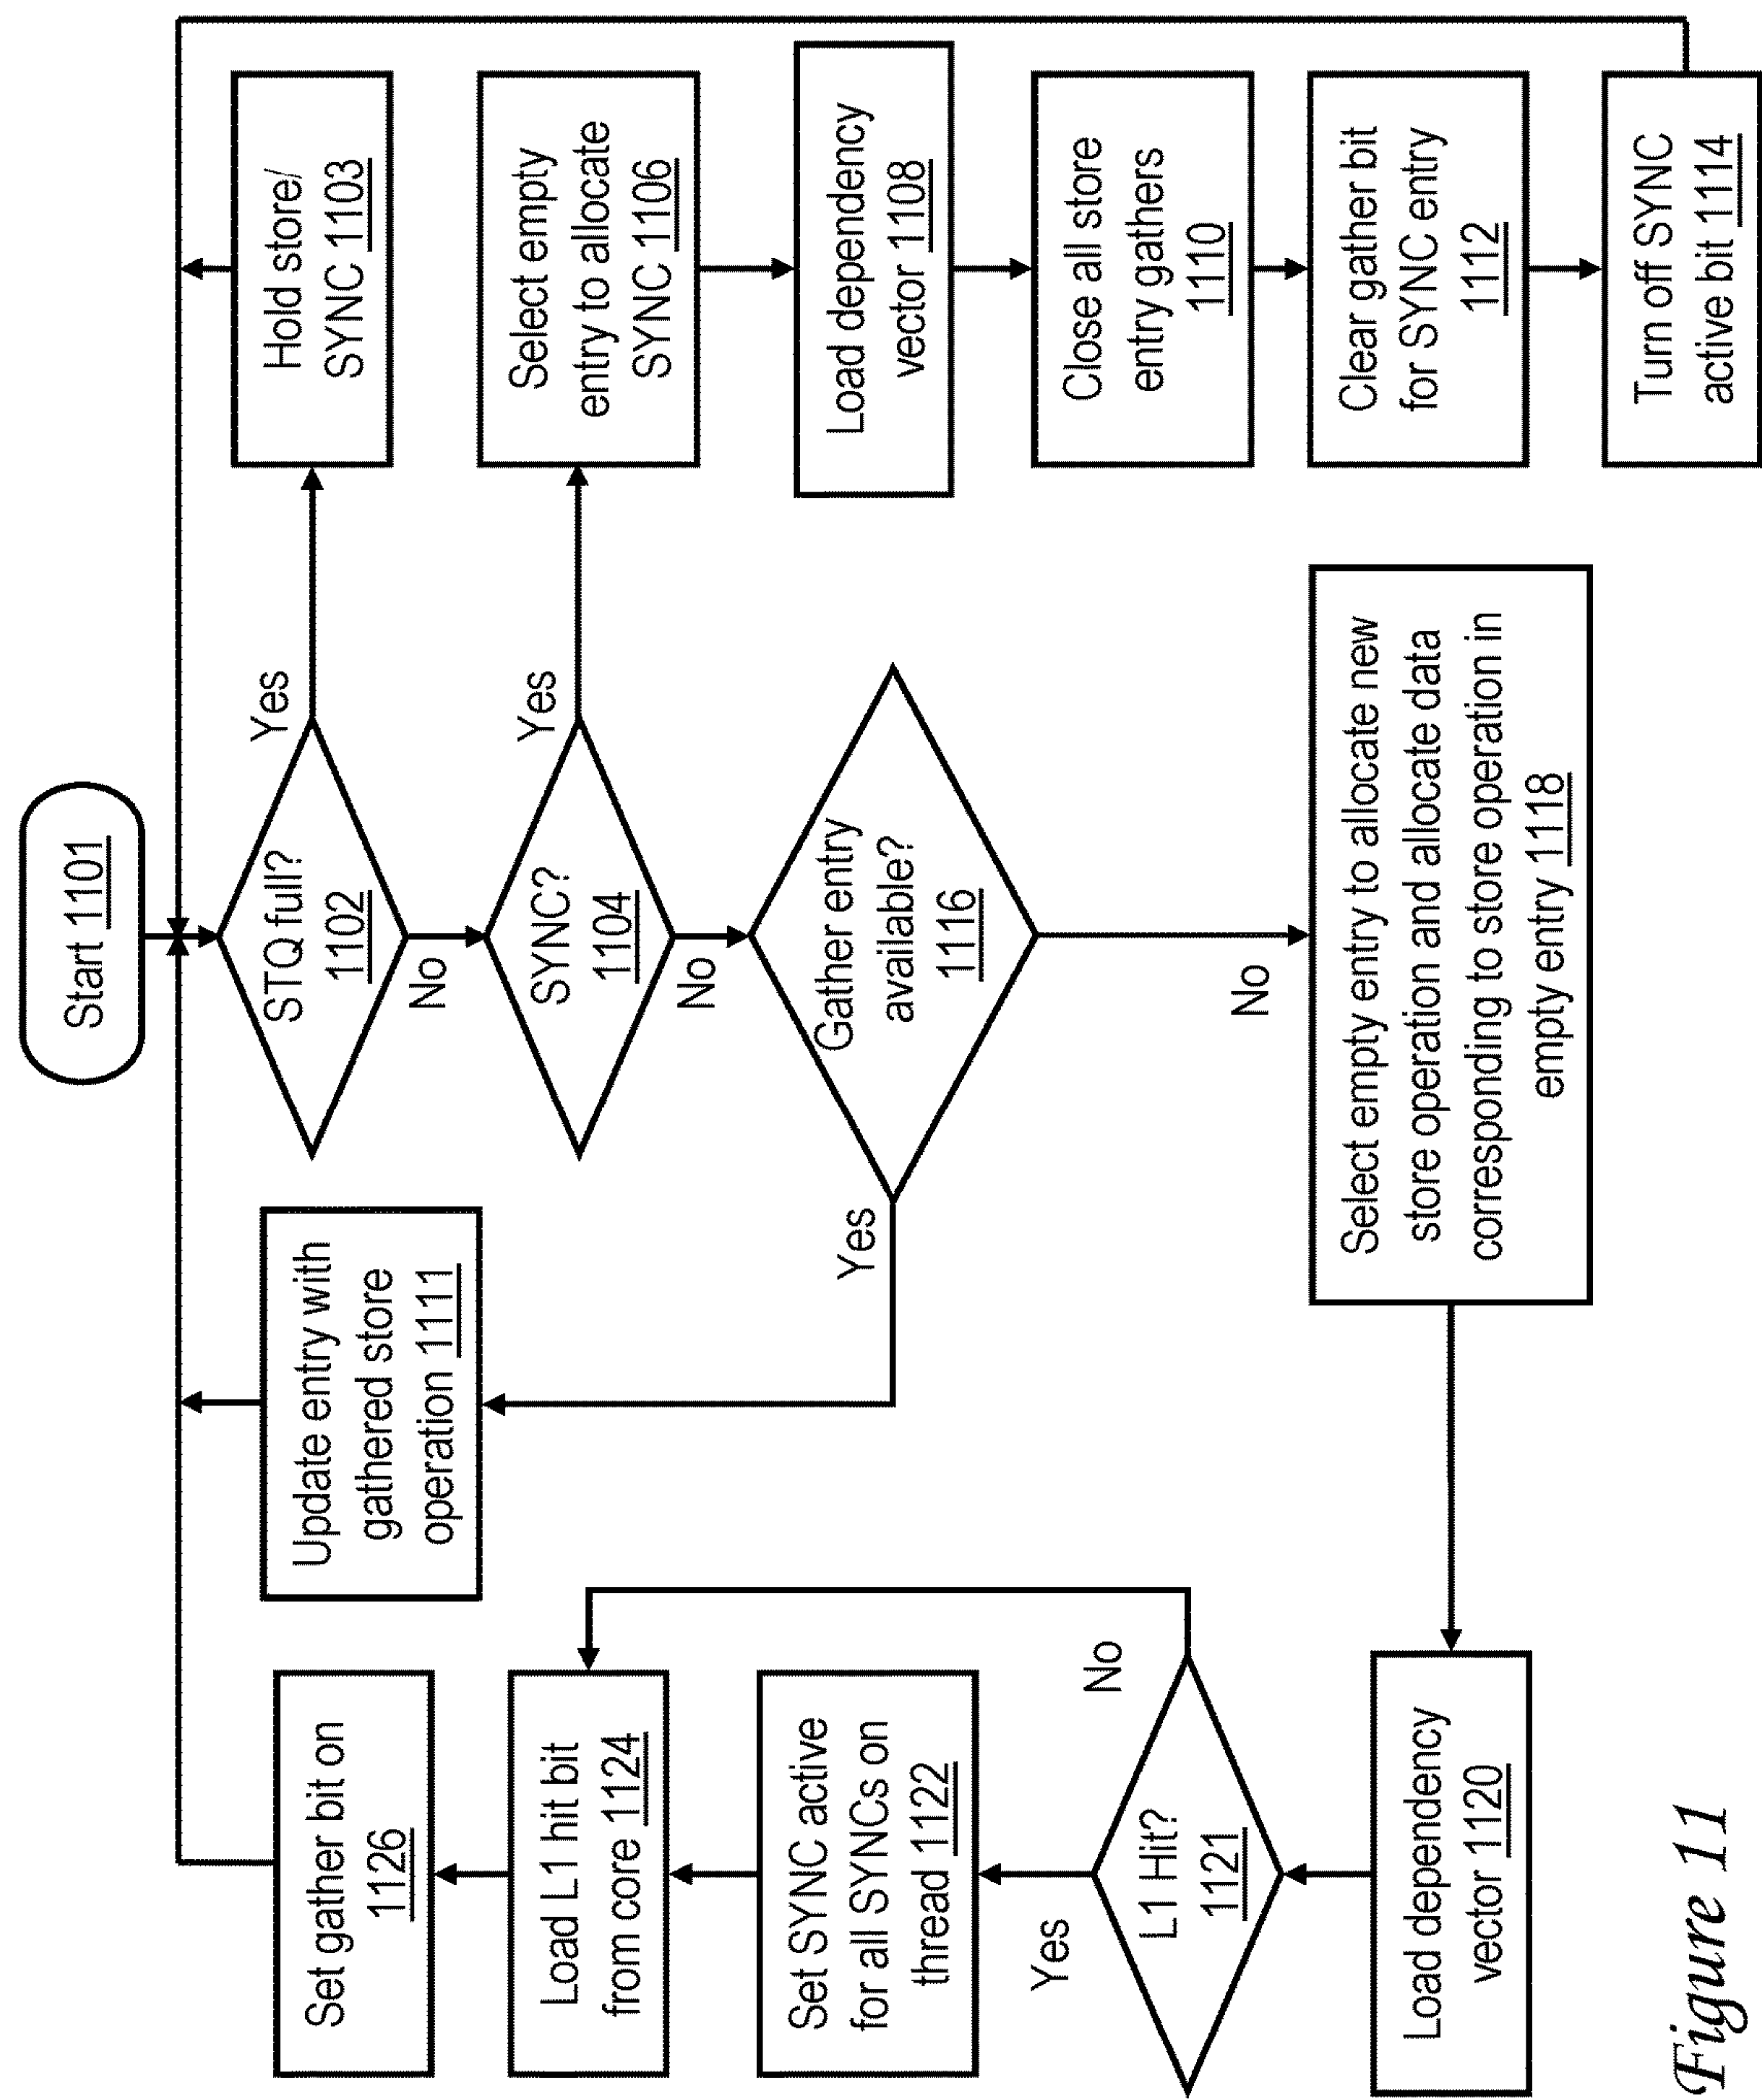 Start 1101
STQ full?
1102
Yes
No
Hold store/
SYNC 1103
SYNC?
1104
Yes
No
Select empty
entry to allocate
SYNC 1106
Load dependency
vector 1108
Close all store
entry gathers
1110
Clear gather bit
for SYNC entry
1112
Turn off SYNC
active bit 1114
Gather entry
available?
1116
Yes
No
Update entry with
gathered store
operation 1111
Select empty entry to allocate new
store operation and allocate data
corresponding to store operation in
empty entry 1118
Load dependency
vector 1120
L1 Hit?
1121
Yes
No
Set SYNC active
for all SYNCs on
thread 1122
Load L1 hit bit
from core 1124
Set gather bit on
1126
Figure 11